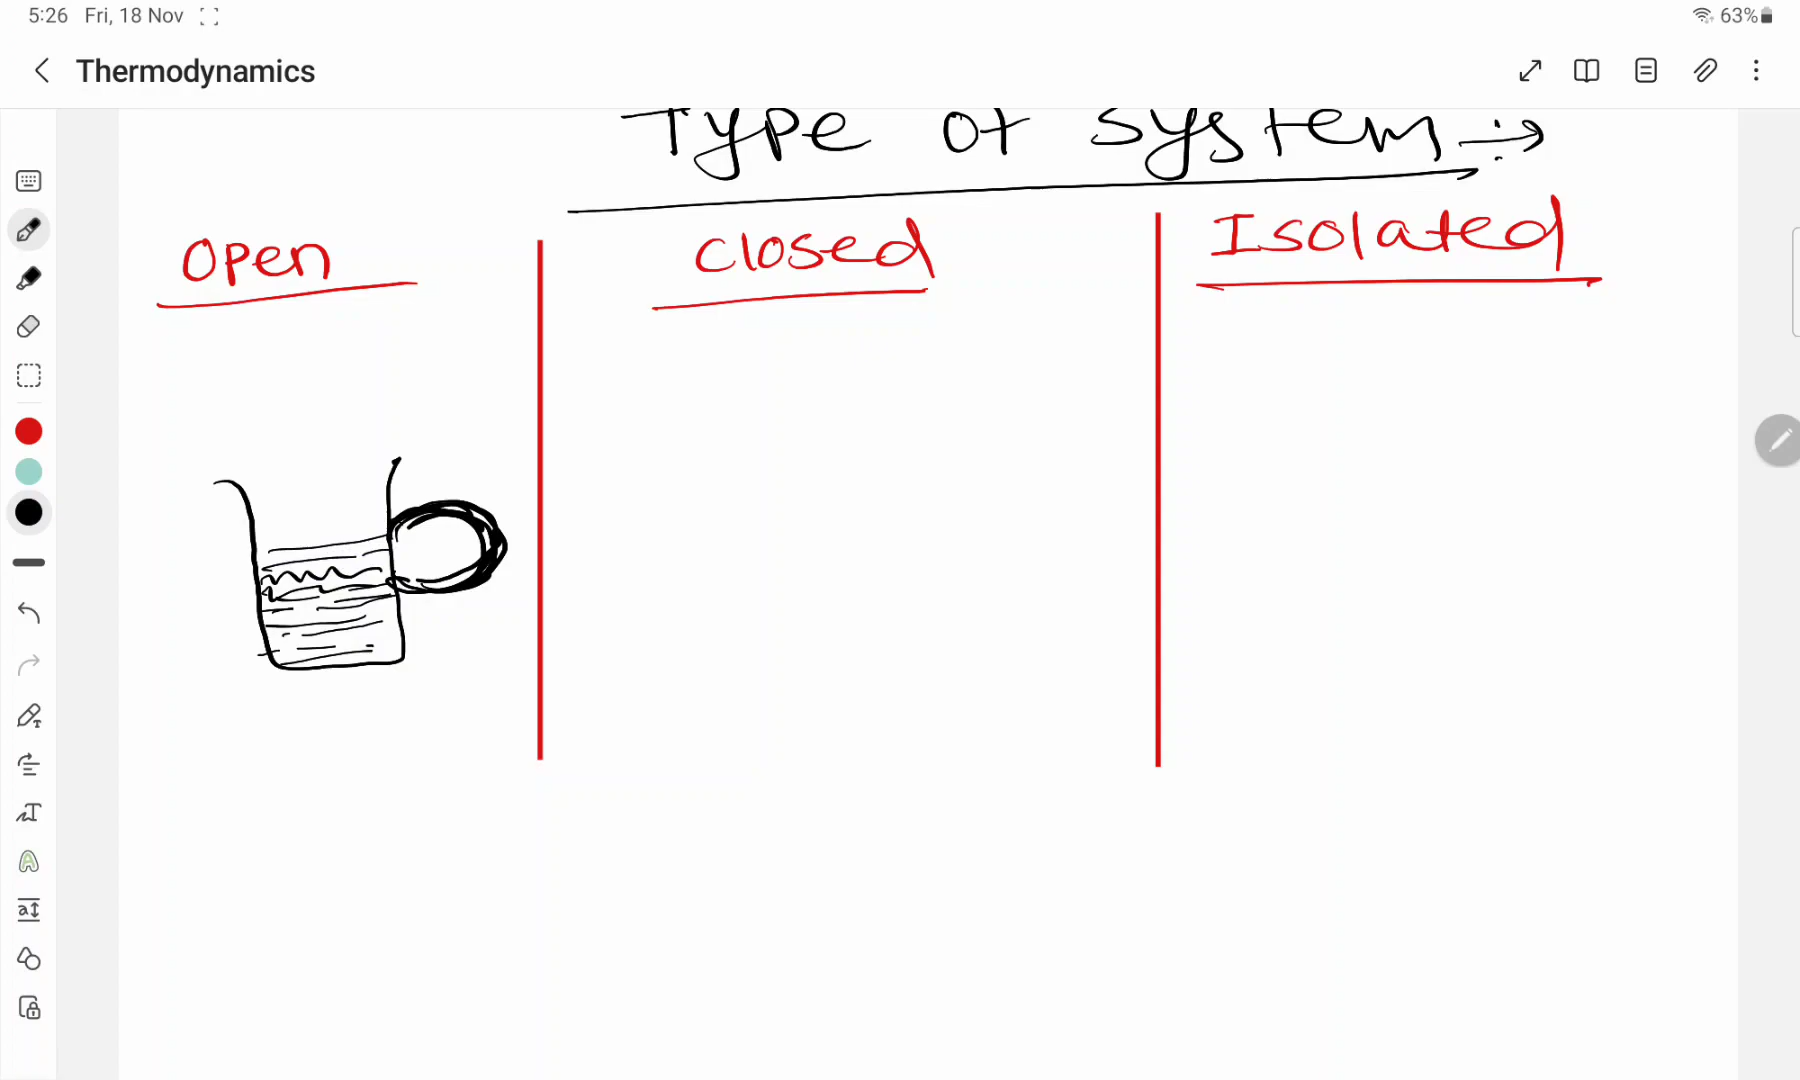 5:26 Fri, 18 Nov 63%
Thermodynamics
Type of system
Open closed Isolated